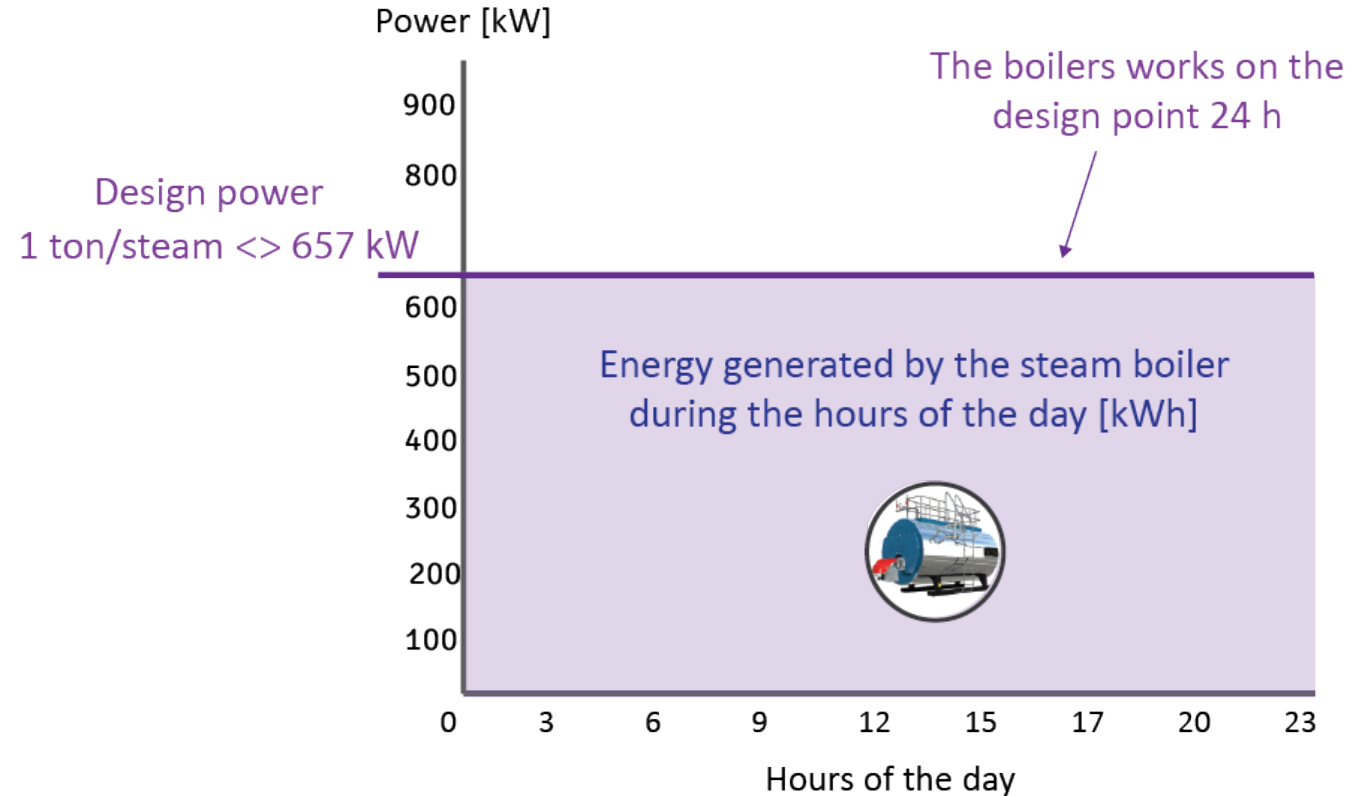 Power [kW]
The boilers works on the
design point 24 h
900
800
Design power
1 ton/steam <> 657 kW
600
500
Energy generated by the steam boiler
during the hours of the day [kWh]
400
300
200
100
0 3 6 9 12 15 17 20 23
Hours of the day